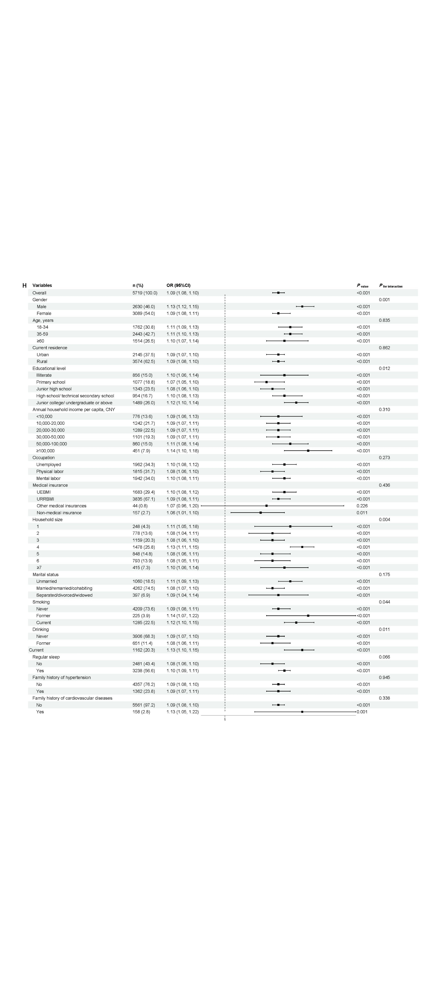 H Variables n (%) OR (95%CI) P value P for interaction
Overall 5719 (100.0) 1.09 (1.08, 1.10) <0.001
Gender 0.001
Male 2630 (46.0) 1.13 (1.12, 1.15) <0.001
Female 3089 (54.0) 1.09 (1.08, 1.11) <0.001
Age, years 0.835
18-34 1762 (30.8) 1.11 (1.09, 1.13) <0.001
35-59 2443 (42.7) 1.11 (1.10, 1.13) <0.001
≥60 1514 (26.5) 1.10 (1.07, 1.14) <0.001
Current residence 0.862
Urban 2145 (37.5) 1.09 (1.07, 1.10) <0.001
Rural 3574 (62.5) 1.09 (1.08, 1.10) <0.001
Educational level 0.012
Illiterate 856 (15.0) 1.10 (1.06, 1.14) <0.001
Primary school 1077 (18.8) 1.07 (1.05, 1.10) <0.001
Junior high school 1343 (23.5) 1.08 (1.06, 1.10) <0.001
High school/ technical secondary school 954 (16.7) 1.10 (1.08, 1.13) <0.001
Junior college/ undergraduate or above 1489 (26.0) 1.12 (1.10, 1.14) <0.001
Annual household income per capita, CNY 0.310
<10,000 776 (13.6) 1.09 (1.06, 1.13) <0.001
10,000-20,000 1242 (21.7) 1.09 (1.07, 1.11) <0.001
20,000-30,000 1289 (22.5) 1.09 (1.07, 1.11) <0.001
30,000-50,000 1101 (19.3) 1.09 (1.07, 1.11) <0.001
50,000-100,000 860 (15.0) 1.11 (1.08, 1.14) <0.001
≥100,000 451 (7.9) 1.14 (1.10, 1.18) <0.001
Occupation 0.273
Unemployed 1962 (34.3) 1.10 (1.08, 1.12) <0.001
Physical labor 1815 (31.7) 1.08 (1.06, 1.10) <0.001
Mental labor 1942 (34.0) 1.10 (1.08, 1.11) <0.001
Medical insurance 0.436
UEBMI 1683 (29.4) 1.10 (1.08, 1.12) <0.001
URRBMI 3835 (67.1) 1.09 (1.08, 1.11) <0.001
Other medical insurances 44 (0.8) 1.07 (0.96, 1.20) 0.226
Non-medical insurance 157 (2.7) 1.06 (1.01, 1.10) 0.011
Household size 0.004
1 248 (4.3) 1.11 (1.05, 1.18) <0.001
2 778 (13.6) 1.08 (1.04, 1.11) <0.001
3 1159 (20.3) 1.08 (1.06, 1.10) <0.001
4 1478 (25.8) 1.13 (1.11, 1.15) <0.001
5 848 (14.8) 1.08 (1.06, 1.11) <0.001
6 793 (13.9) 1.08 (1.05, 1.11) <0.001
≥7 415 (7.3) 1.10 (1.06, 1.14) <0.001
Marital status 0.175
Unmarried 1060 (18.5) 1.11 (1.09, 1.13) <0.001
Married/remarried/cohabiting 4262 (74.5) 1.08 (1.07, 1.10) <0.001
Separated/divorced/widowed 397 (6.9) 1.09 (1.04, 1.14) <0.001
Smoking 0.044
Never 4209 (73.6) 1.09 (1.08, 1.11) <0.001
Former 225 (3.9) 1.14 (1.07, 1.22) <0.001
Current 1285 (22.5) 1.12 (1.10, 1.15) <0.001
Drinking 0.011
Never 3906 (68.3) 1.09 (1.07, 1.10) <0.001
Former 651 (11.4) 1.08 (1.06, 1.11) <0.001
Current 1162 (20.3) 1.13 (1.10, 1.15) <0.001
Regular sleep 0.066
No 2481 (43.4) 1.08 (1.06, 1.10) <0.001
Yes 3238 (56.6) 1.10 (1.09, 1.11) <0.001
Family history of hypertension 0.945
No 4357 (76.2) 1.09 (1.08, 1.10) <0.001
Yes 1362 (23.8) 1.09 (1.07, 1.11) <0.001
Family history of cardiovascular diseases 0.338
No 5561 (97.2) 1.09 (1.08, 1.10) <0.001
Yes 158 (2.8) 1.13 (1.05, 1.22) 0.001
1